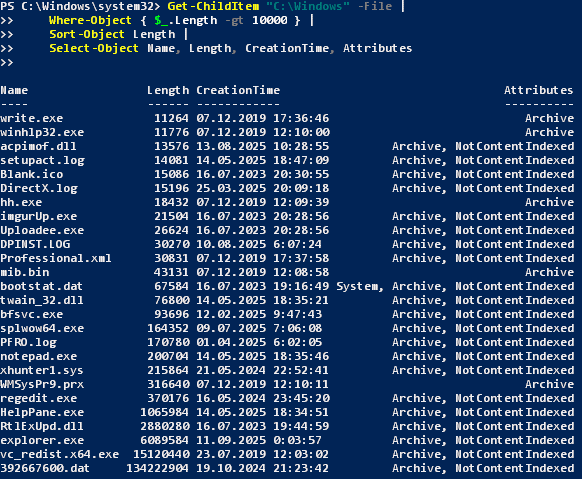 PS C:\Windows\system32> Get-ChildItem "C:\Windows" -File |
>>     Where-Object { $_.Length -gt 10000 } |
>>     Sort-Object Length |
>>     Select-Object Name, Length, CreationTime, Attributes
>>
Name                Length CreationTime                                 Attributes
----                ------ ------------                                 ----------
write.exe            11264 07.12.2019 17:36:46                             Archive
winhlp32.exe         11776 07.12.2019 12:10:00                             Archive
acpimof.dll          13576 13.08.2025 10:28:55          Archive, NotContentIndexed
setupact.log         14081 14.05.2025 18:47:09          Archive, NotContentIndexed
Blank.ico            15086 16.07.2023 20:30:55          Archive, NotContentIndexed
DirectX.log          15196 25.03.2025 20:09:18          Archive, NotContentIndexed
hh.exe               18432 07.12.2019 12:09:39                             Archive
imgurUp.exe          21504 16.07.2023 20:28:56          Archive, NotContentIndexed
Uploadee.exe         26624 16.07.2023 20:28:56          Archive, NotContentIndexed
DPINST.LOG           30270 10.08.2025 6:07:24           Archive, NotContentIndexed
Professional.xml     30831 07.12.2019 17:37:58          Archive, NotContentIndexed
mib.bin              43131 07.12.2019 12:08:58                             Archive
bootstat.dat         67584 16.07.2023 19:16:49 System, Archive, NotContentIndexed
twain_32.dll         76800 14.05.2025 18:35:21          Archive, NotContentIndexed
bfsvc.exe            93696 12.02.2025 9:47:43           Archive, NotContentIndexed
splwow64.exe        164352 09.07.2025 7:06:08           Archive, NotContentIndexed
PFRO.log            170780 01.04.2025 6:02:05           Archive, NotContentIndexed
notepad.exe         200704 14.05.2025 18:35:46          Archive, NotContentIndexed
xhunter1.sys        215864 21.05.2024 22:52:41          Archive, NotContentIndexed
WMSysPr9.prx        316640 07.12.2019 12:10:11                             Archive
regedit.exe         370176 16.05.2024 23:45:20          Archive, NotContentIndexed
HelpPane.exe       1065984 14.05.2025 18:34:51          Archive, NotContentIndexed
RtlExUpd.dll       2880280 16.07.2023 19:44:59          Archive, NotContentIndexed
explorer.exe       6089584 11.09.2025 0:03:57           Archive, NotContentIndexed
vc_redist.x64.exe 15120440 23.07.2023 12:03:02          Archive, NotContentIndexed
392667600.dat    134222904 19.10.2024 21:23:42          Archive, NotContentIndexed